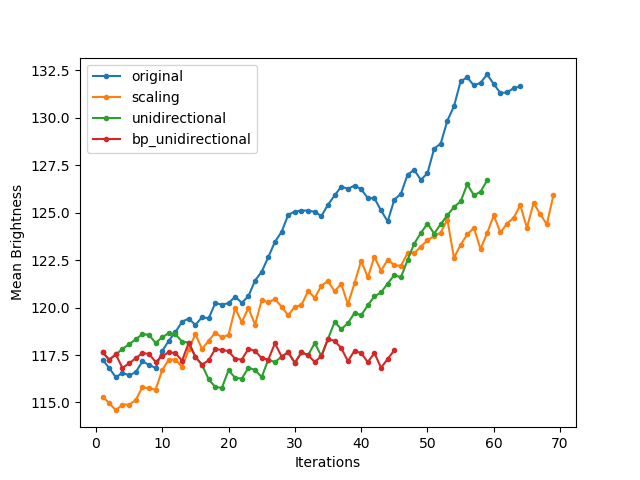 132.5
130.0
127.5
125.0
122.5
120.0
117.5
115.0
Mean Brightness
original
scaling
unidirectional
bp_unidirectional
0 10 20 30 40 50 60 70
Iterations